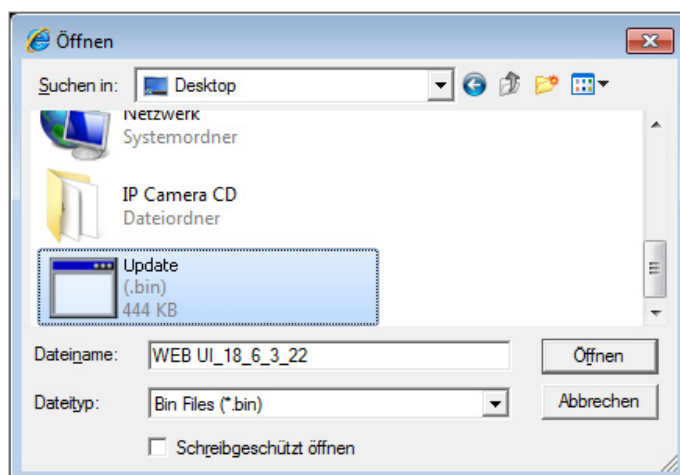 Öffnen
Suchen in: Desktop
Netzwerk
Systemordner
IP Camera CD
Dateiordner
Update
(.bin)
444 KB
Dateiname: WEB UI_18_6_3_22 Öffnen
Dateityp: Bin Files (*.bin) Abbrechen
Schreibgeschützt öffnen